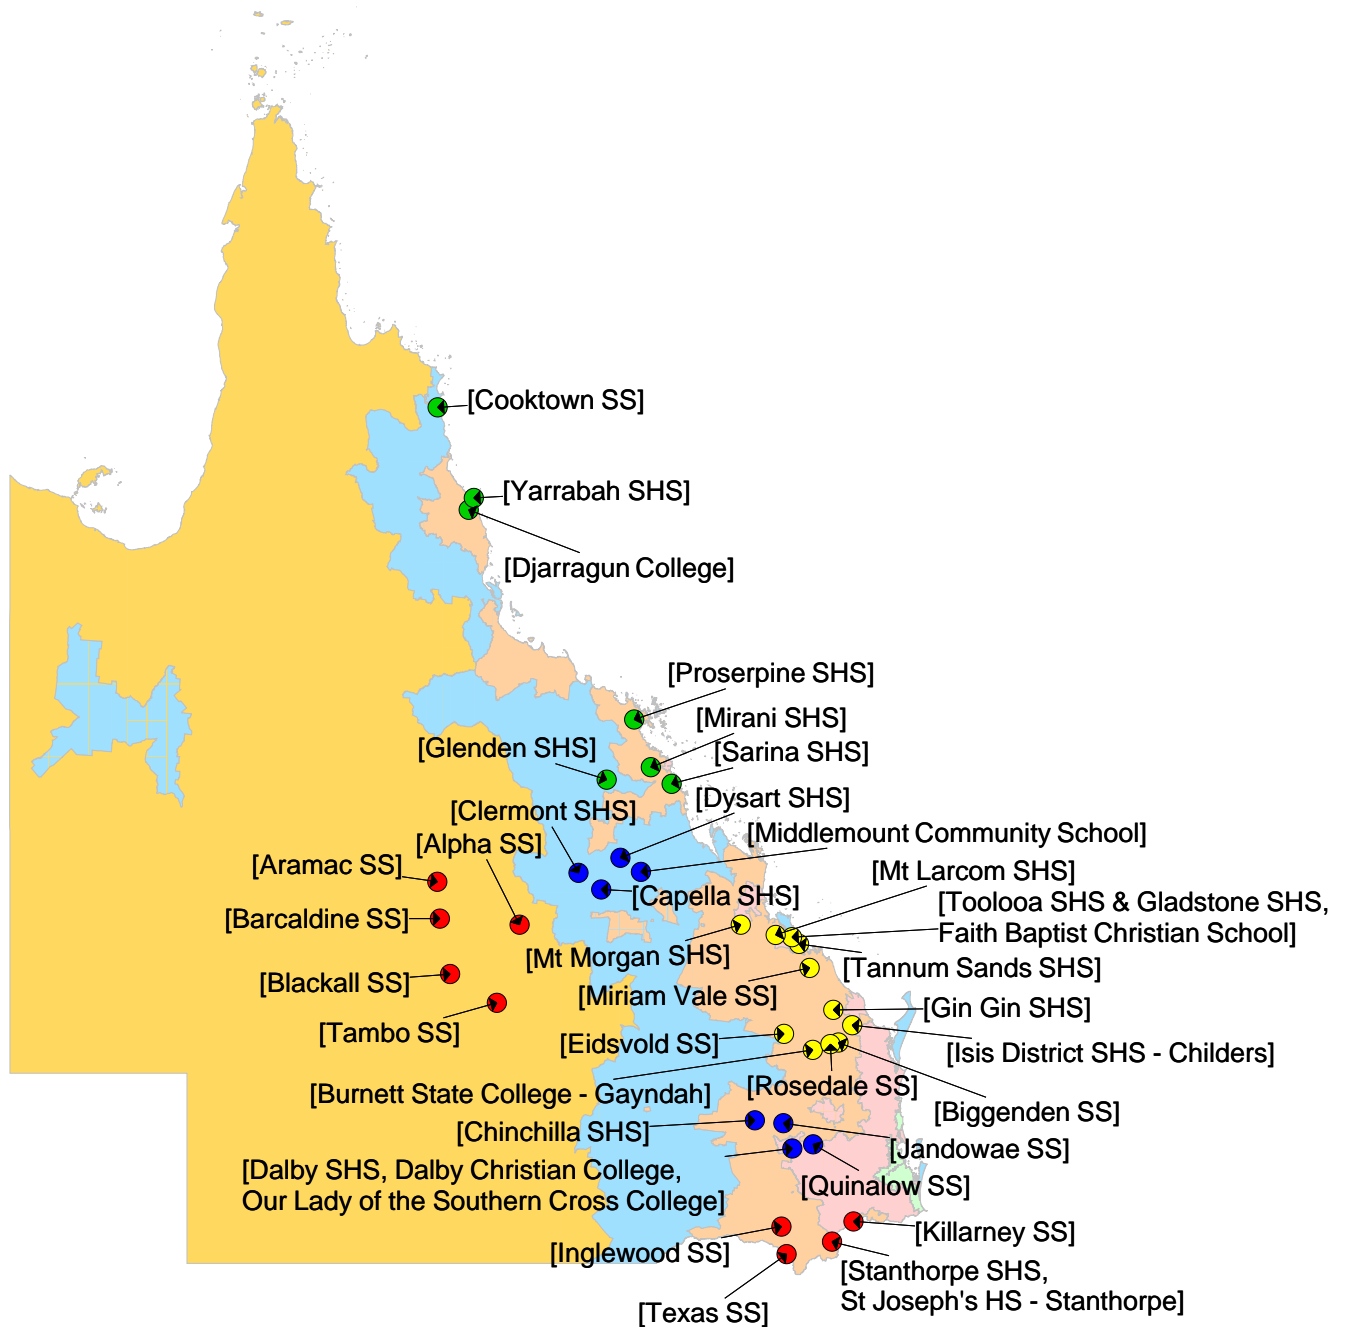 [Cooktown SS]
[Yarrabah SHS]
[Djarragun College]
[Proserpine SHS]
[Mirani SHS]
[Glenden SHS]
[Sarina SHS]
[Dysart SHS]
[Clermont SHS]
[Middlemount Community School]
[Alpha SS]
[Aramac SS]
[Mt Larcom SHS]
[Capella SHS]
[Toolooa SHS & Gladstone SHS,
Faith Baptist Christian School]
[Barcaldine SS]
[Mt Morgan SHS]
[Tannum Sands SHS]
[Blackall SS]
[Miriam Vale SS]
[Gin Gin SHS]
[Tambo SS]
[Eidsvold SS]
[Isis District SHS - Childers]
[Burnett State College - Gayndah]
[Rosedale SS]
[Biggenden SS]
[Chinchilla SHS]
[Jandowae SS]
[Dalby SHS, Dalby Christian College,
Our Lady of the Southern Cross College]
[Quinalow SS]
[Killarney SS]
[Inglewood SS]
[Stanthorpe SHS,
St Joseph's HS - Stanthorpe]
[Texas SS]